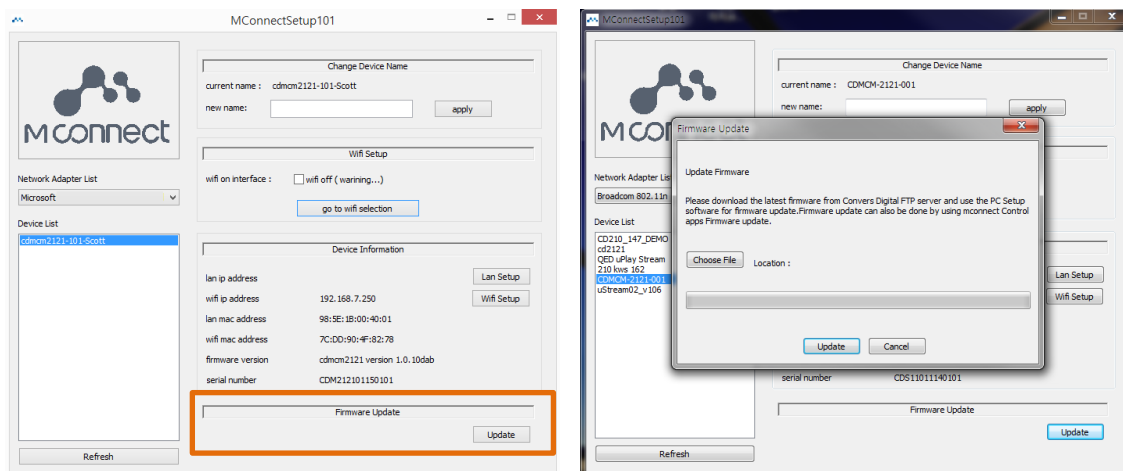 MConnectSetup101
mconnect
Change Device Name
current name : cdmcm2121-101-Scott
new name:
apply
Wifi Setup
wifi on interface :
wifi off ( warining...)
go to wifi selection
Network Adapter List
Microsoft
Device List
cdmcm2121-101-Scott
Device Information
lan ip address
Lan Setup
wifi ip address 192.168.7.250
Wifi Setup
lan mac address 98:5E:1B:00:40:01
wifi mac address 7C:DD:90:4F:82:78
firmware version cdmcm2121 version 1.0.10dab
serial number CDM212101150101
Firmware Update
Update
Refresh
MConnectSetup101
Change Device Name
current name : CDMCM-2121-001
new name:
apply
Network Adapter Lis
Broadcom 802.11n
Device List
CD210_147_DEMO
cd2121
QED uPlay Stream
210 kws 162
CDMCM-2121-001
uStream02_v106
Firmware Update
Update Firmware
Please download the latest firmware from Convers Digital FTP server and use the PC Setup
software for firmware update.Firmware update can also be done by using mconnect Control
apps Firmware update.
Choose File
Location :
Update
Cancel
Lan Setup
Wifi Setup
serial number CDS11011140101
Firmware Update
Update
Refresh